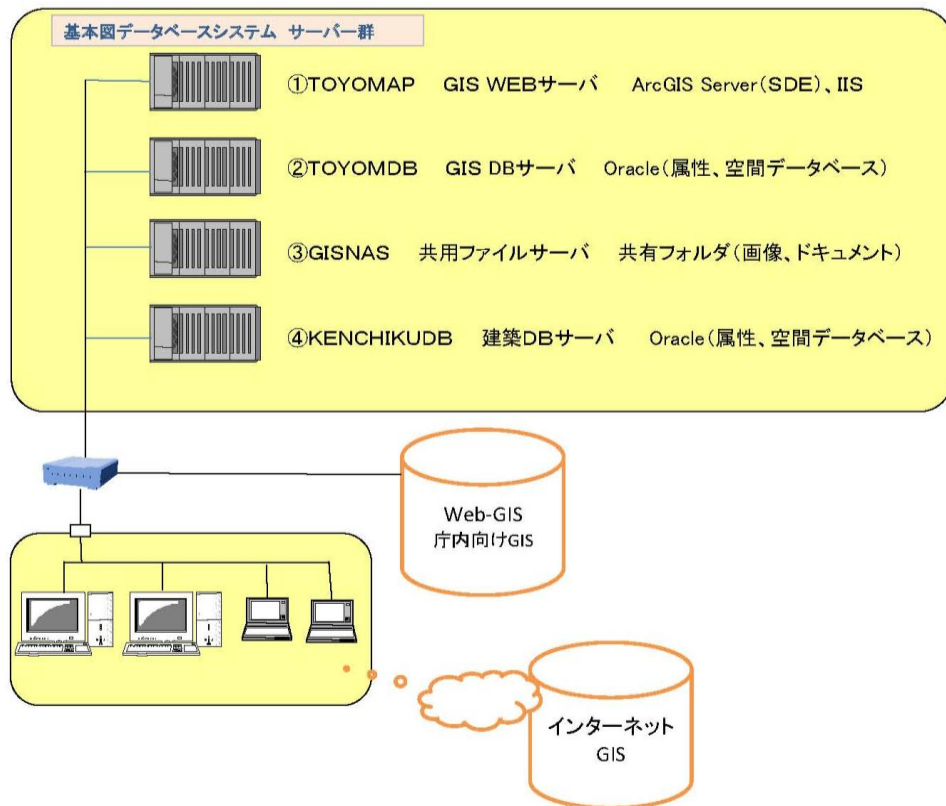 基本図データベースシステム サーバー群
①TOYOMAP GIS WEBサーバ ArcGIS Server(SDE)、IIS
②TOYOMDB GIS DBサーバ Oracle(属性、空間データベース)
③GISNAS 共用ファイルサーバ 共有フォルダ(画像、ドキュメント)
④KENCHIKUDB 建築DBサーバ Oracle(属性、空間データベース)
Web-GIS
庁内向けGIS
インターネット
GIS